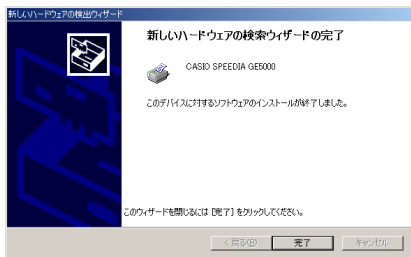 新しいハードウェアの検出ウィザード
新しいハードウェアの検索ウィザードの完了
CASIO SPEEDIA GE5000
このデバイスに対するソフトウェアのインストールが終了しました。
このウィザードを閉じるには [完了] をクリックしてください。
< 戻る(B)
完了
キャンセル